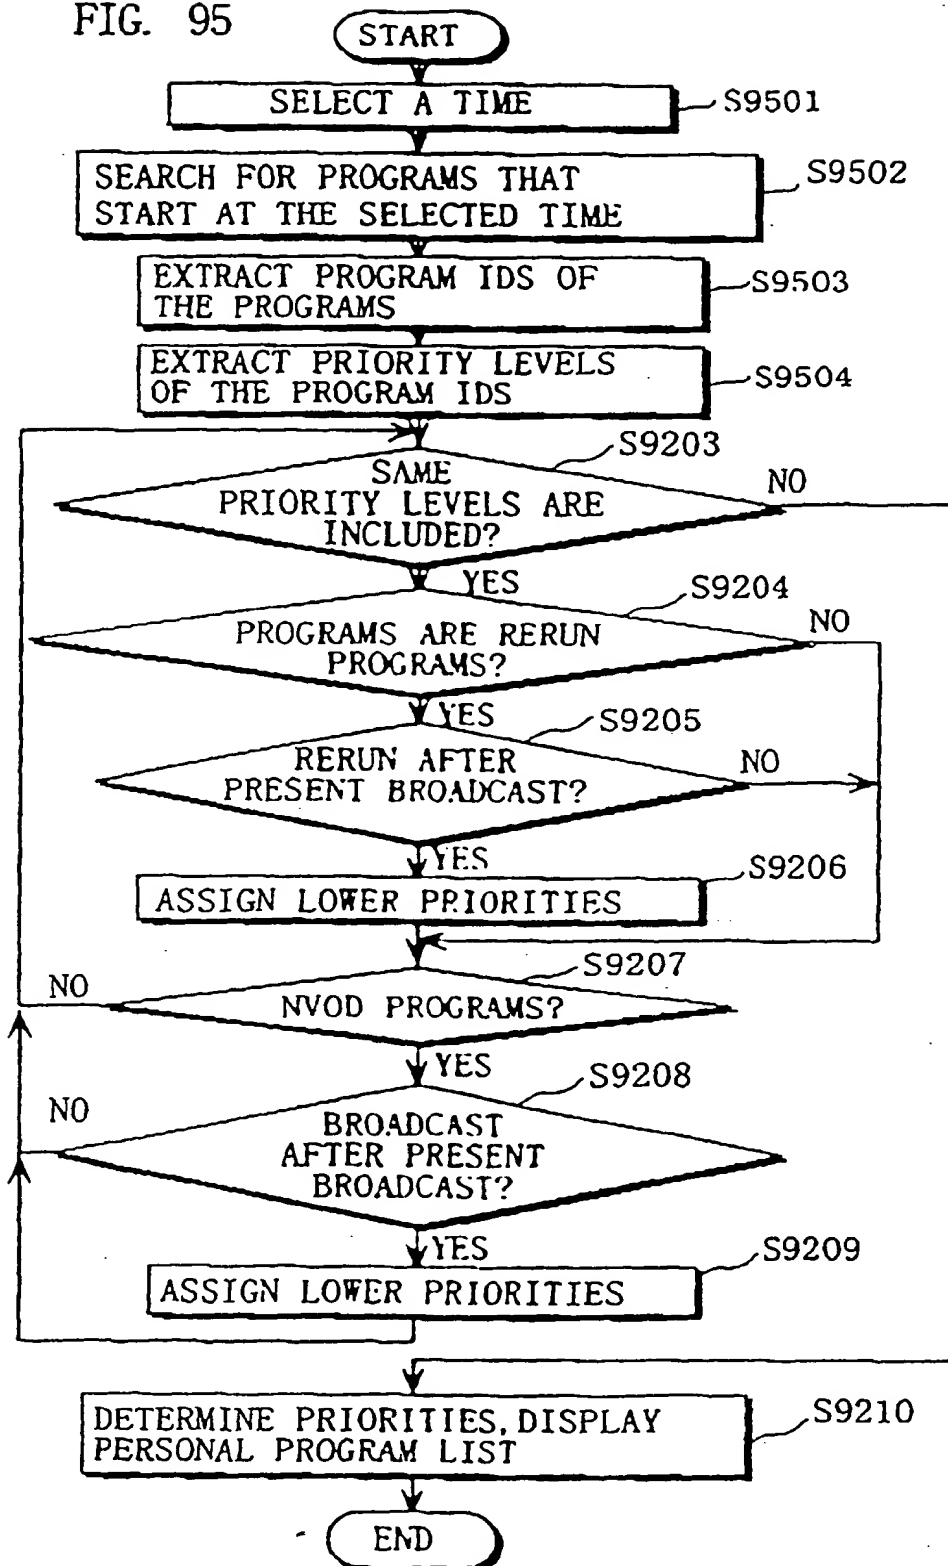 FIG. 95
START
SELECT A TIME
S9501
SEARCH FOR PROGRAMS THAT
START AT THE SELECTED TIME
S9502
EXTRACT PROGRAM IDS OF
THE PROGRAMS
S9503
EXTRACT PRIORITY LEVELS
OF THE PROGRAM IDS
S9504
S9203
SAME
PRIORITY LEVELS ARE
INCLUDED?
NO
YES
S9204
PROGRAMS ARE RERUN
PROGRAMS?
NO
YES
S9205
RERUN AFTER
PRESENT BROADCAST?
NO
YES
S9206
ASSIGN LOWER PRIORITIES
S9207
NO
NVOD PROGRAMS?
YES
S9208
NO
BROADCAST
AFTER PRESENT
BROADCAST?
YES
S9209
ASSIGN LOWER PRIORITIES
DETERMINE PRIORITIES, DISPLAY
PERSONAL PROGRAM LIST
S9210
END